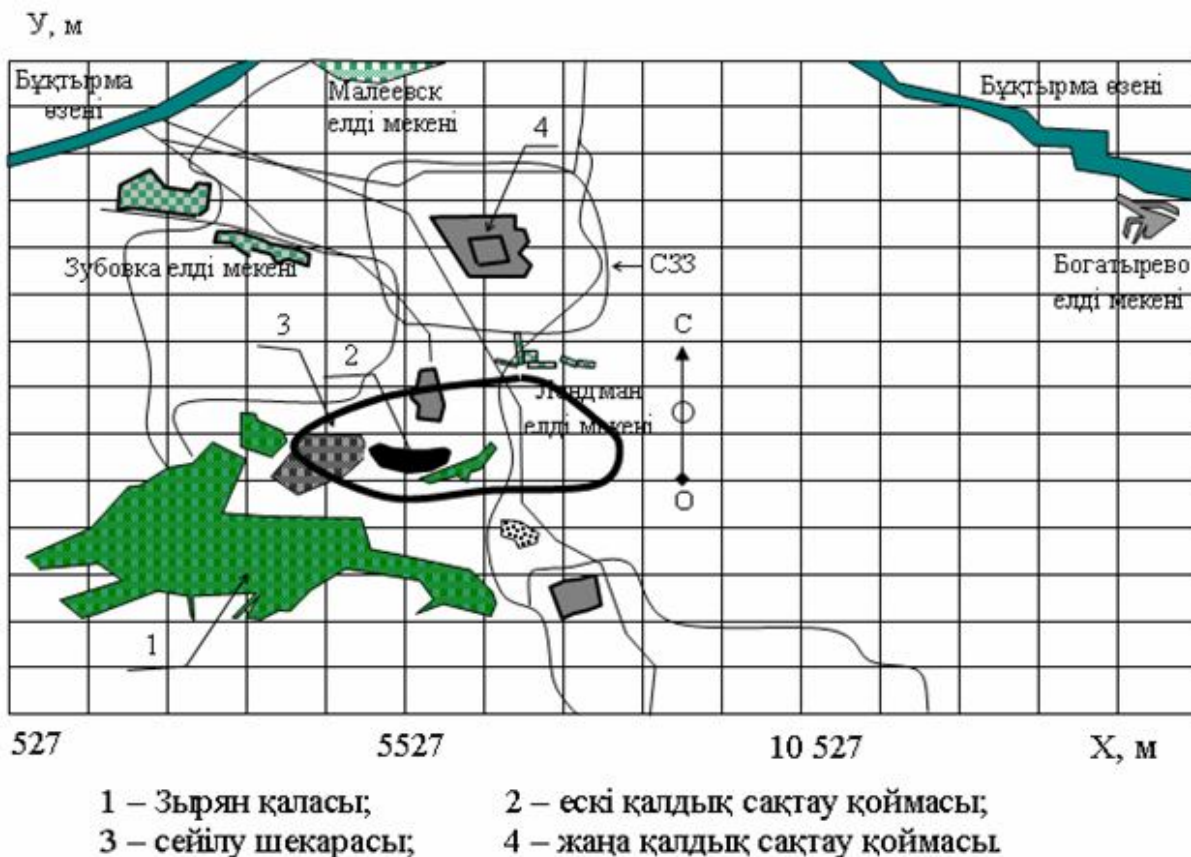 У, м
Бұқтырма
өзені
Малеевск
елді мекені
4
Бұқтырма өзені
Зубовка елді мекені
СЗЗ
Богатырево
елді мекені
3
2
С
Ландман
елді мекені
О
1
527
5527
10 527
Х, м
1 – Зырян қаласы;
2 – ескі қалдық сақтау қоймасы;
3 – сейілу шекарасы;
4 – жаңа қалдық сақтау қоймасы.